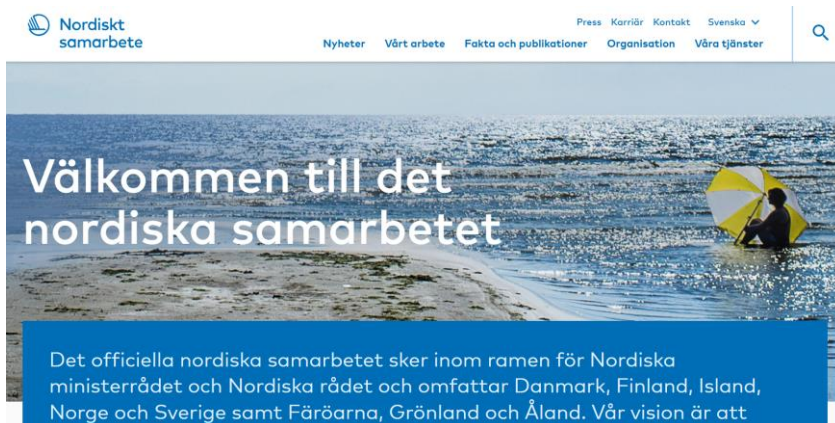 Nordiskt
samarbete
Press Karriär Kontakt Svenska
Nyheter Vårt arbete Fakta och publikationer Organisation Våra tjänster
Välkommen till det
nordiska samarbetet
Det officiella nordiska samarbetet sker inom ramen för Nordiska
ministerrådet och Nordiska rådet och omfattar Danmark, Finland, Island,
Norge och Sverige samt Färöarna, Grönland och Åland. Vår vision är att